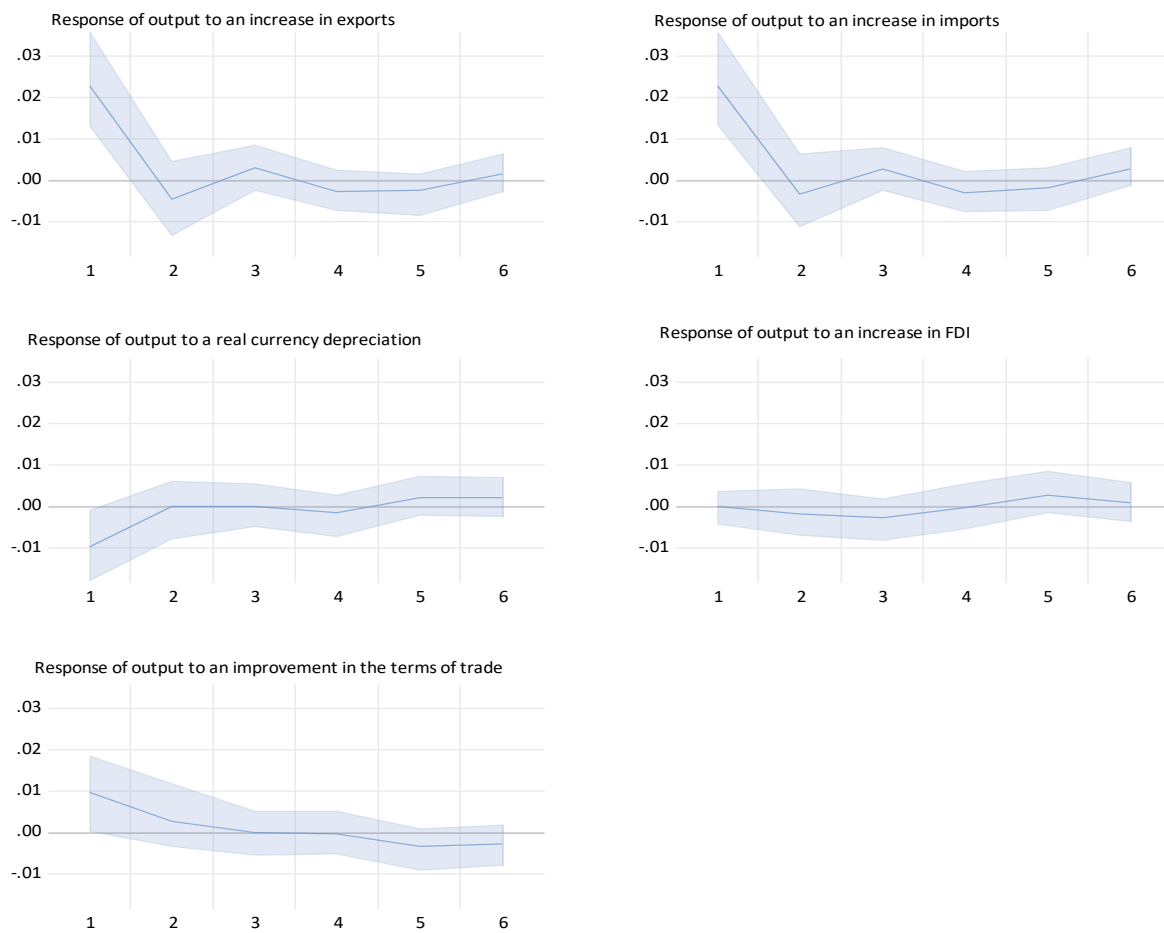 Response of output to an increase in exports
.03
.02
.01
.00
-.01
1 2 3 4 5 6
Response of output to an increase in imports
.03
.02
.01
.00
-.01
1 2 3 4 5 6
Response of output to a real currency depreciation
.03
.02
.01
.00
-.01
1 2 3 4 5 6
Response of output to an increase in FDI
.03
.02
.01
.00
-.01
1 2 3 4 5 6
Response of output to an improvement in the terms of trade
.03
.02
.01
.00
-.01
1 2 3 4 5 6